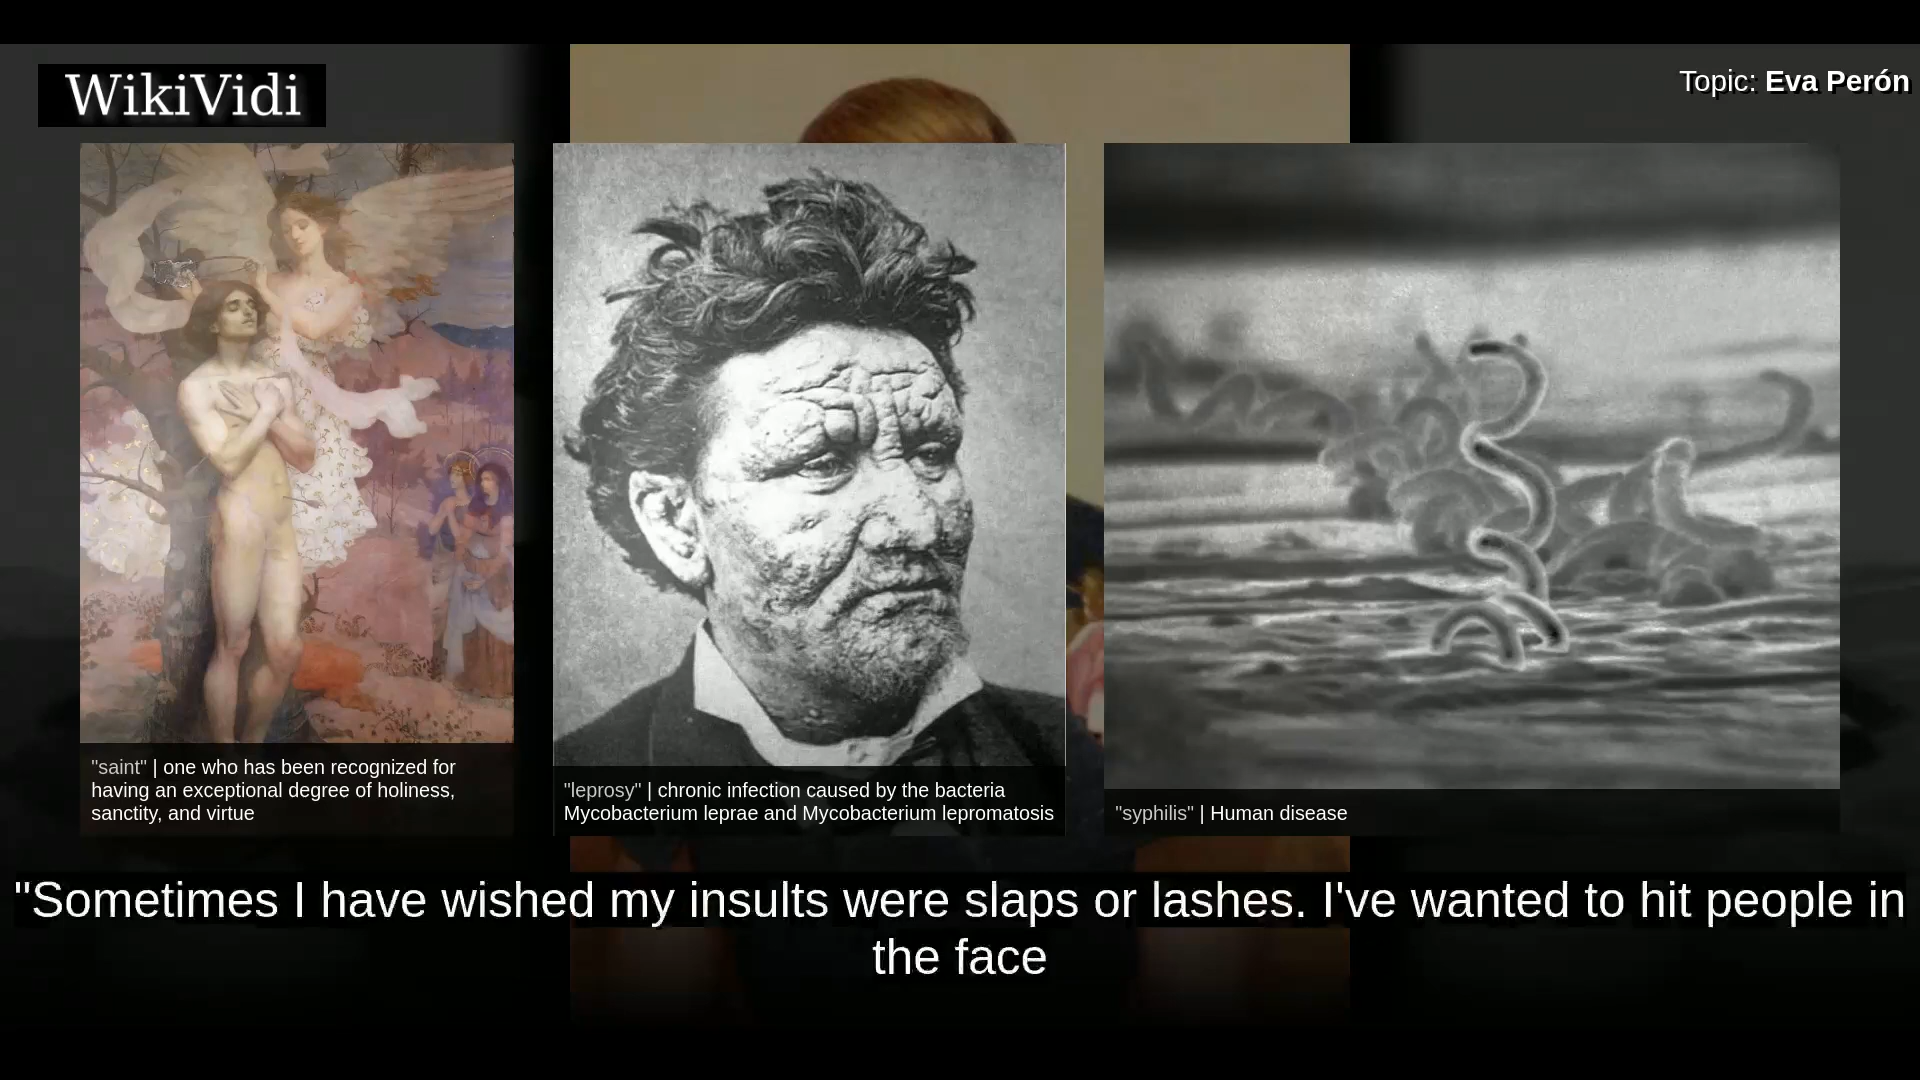 WikiVidi
Topic: Eva Perón
"saint" | one who has been recognized for
having an exceptional degree of holiness,
sanctity, and virtue
"leprosy" | chronic infection caused by the bacteria
Mycobacterium leprae and Mycobacterium lepromatosis
"syphilis" | Human disease
"Sometimes I have wished my insults were slaps or lashes. I've wanted to hit people in
the face